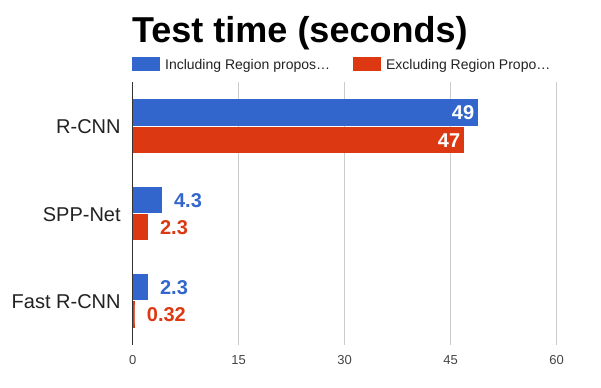 Test time (seconds)
Including Region propos… Excluding Region Propo…
R-CNN 49
47
SPP-Net 4.3
2.3
Fast R-CNN 2.3
0.32
0 15 30 45 60